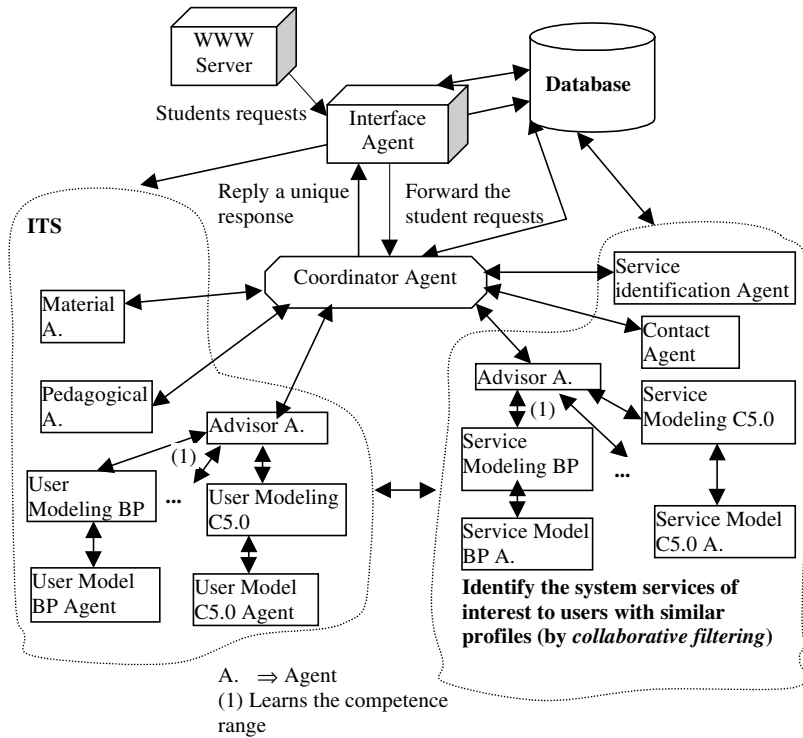 WWW
Server
Database
Students requests
Interface
Agent
Reply a unique
response
Forward the
student requests
ITS
Coordinator Agent
Service
identification Agent
Material
A.
Contact
Agent
Pedagogical
A.
Advisor A.
(1)
User
Modeling BP
...
User Modeling
C5.0
User Model
BP Agent
User Model
C5.0 Agent
Advisor A.
(1)
Service
Modeling C5.0
Service
Modeling BP
...
Service Model
BP A.
Service Model
C5.0 A.
Identify the system services of
interest to users with similar
profiles (by collaborative filtering)
A. ⇒ Agent
(1) Learns the competence
range